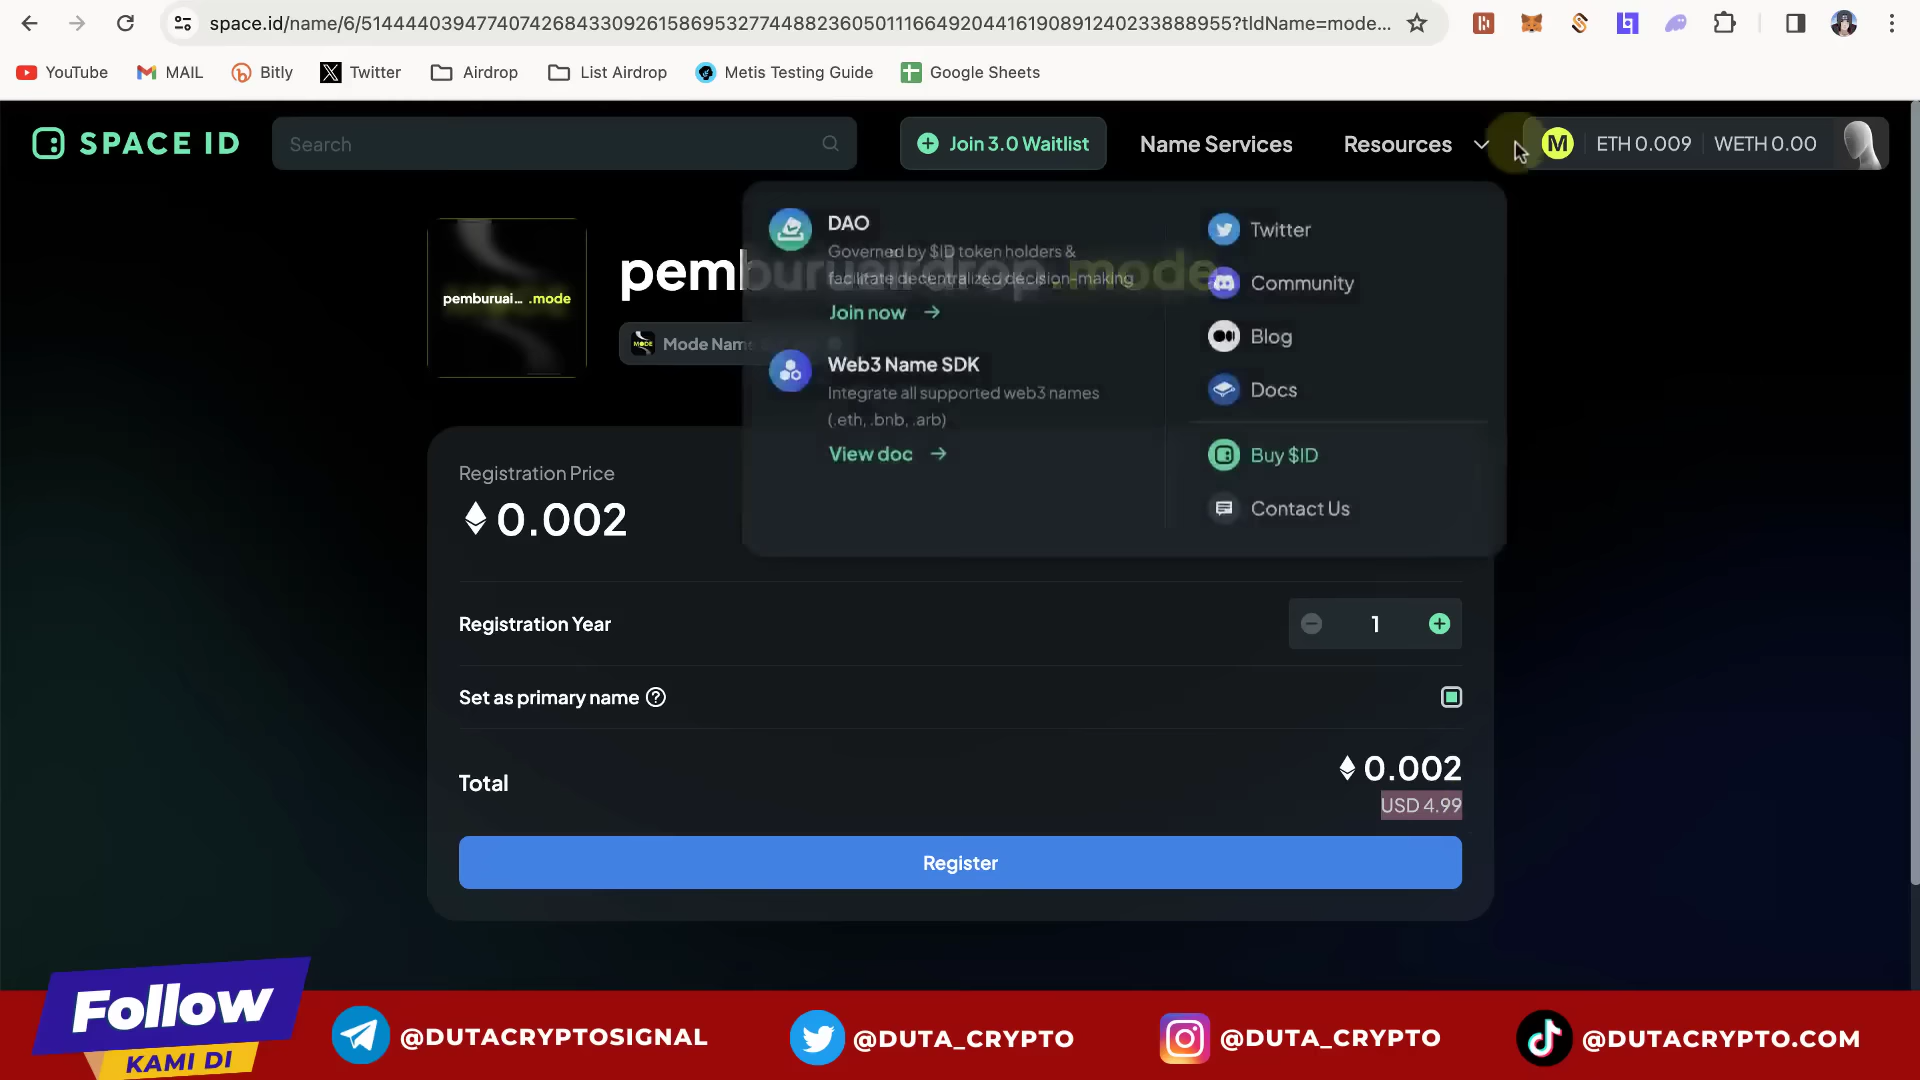 space.id/name/6/51444403947740742684330926158695327744882360501116649204416190891240233888955?tldName=mode...
YouTube
MAIL
Bitly
Twitter
Airdrop
List Airdrop
Metis Testing Guide
Google Sheets
SPACE ID
Search
Join 3.0 Waitlist
Name Services
Resources
M
ETH 0.009
WETH 0.00
pemburuai... .mode
pemburuairdrop.mode
MODE
Mode Name
DAO
Governed by $ID token holders &
facilitate decentralized decision-making
Join now
Web3 Name SDK
Integrate all supported web3 names
(.eth, .bnb, .arb)
View doc
Twitter
Community
Blog
Docs
Buy $ID
Contact Us
Registration Price
0.002
Registration Year
1
Set as primary name
Total
0.002
USD 4.99
Register
Follow
KAMI DI
@DUTACRYPTOSIGNAL
@DUTA_CRYPTO
@DUTA_CRYPTO
@DUTACRYPTO.COM